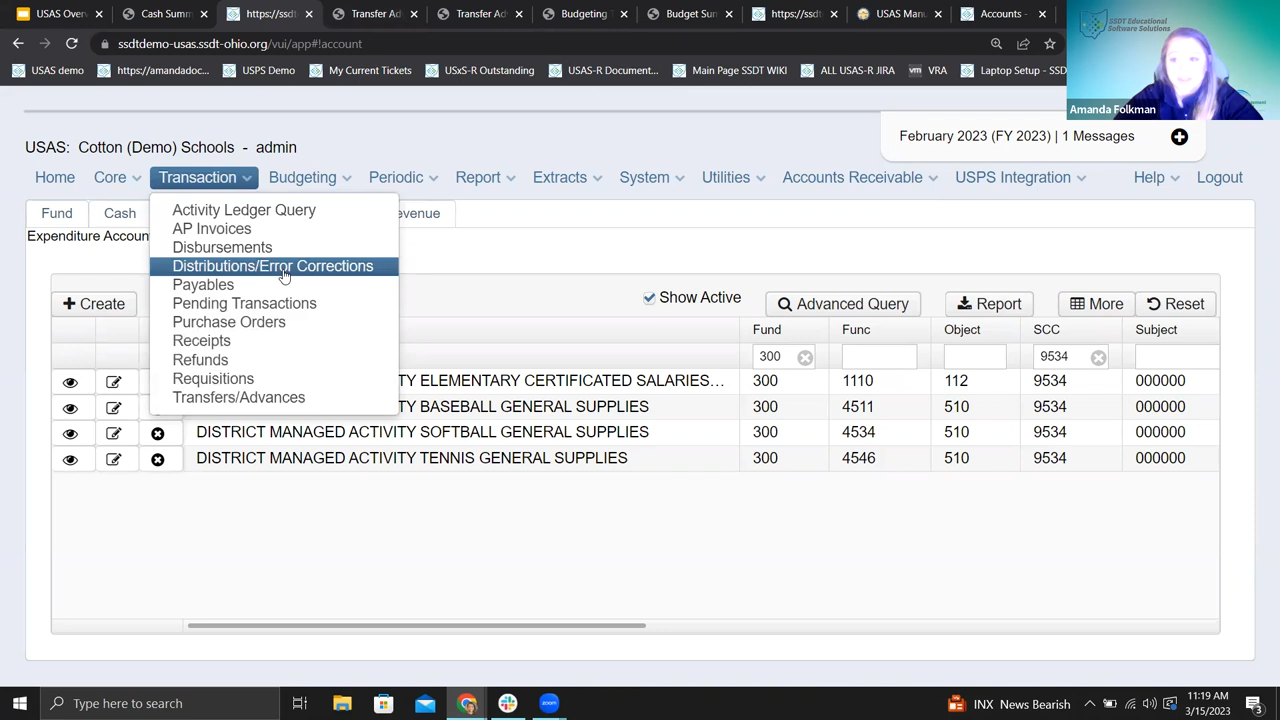 USAS Overv
Cash Summ
https://ssdt
Transfer Adv
Transfer Adv
Budgeting
Budget Sum
https://ssdt
USAS Manu
Accounts -
ssdtdemo-usas.ssdt-ohio.org/vui/app#!account
USAS demo
https://amandadoc...
USPS Demo
My Current Tickets
USxS-R Outstanding
USAS-R Document...
Main Page SSDT WIKI
ALL USAS-R JIRA
VRA
Laptop Setup - SSD
SSDT Educational
Software Solutions
Amanda Folkman
February 2023 (FY 2023) | 1 Messages
USAS: Cotton (Demo) Schools - admin
Home Core Transaction Budgeting Periodic Report Extracts System Utilities Accounts Receivable USPS Integration Help Logout
Fund Cash evenue
Expenditure Accoun
Activity Ledger Query
AP Invoices
Disbursements
Distributions/Error Corrections
Payables
Pending Transactions
Purchase Orders
Receipts
Refunds
Requisitions
Transfers/Advances
Create Show Active Advanced Query Report More Reset
Fund Func Object SCC Subject
300 9534
TY ELEMENTARY CERTIFICATED SALARIES... 300 1110 112 9534 000000
TY BASEBALL GENERAL SUPPLIES 300 4511 510 9534 000000
DISTRICT MANAGED ACTIVITY SOFTBALL GENERAL SUPPLIES 300 4534 510 9534 000000
DISTRICT MANAGED ACTIVITY TENNIS GENERAL SUPPLIES 300 4546 510 9534 000000
Type here to search
INX News Bearish
11:19 AM
3/15/2023
3